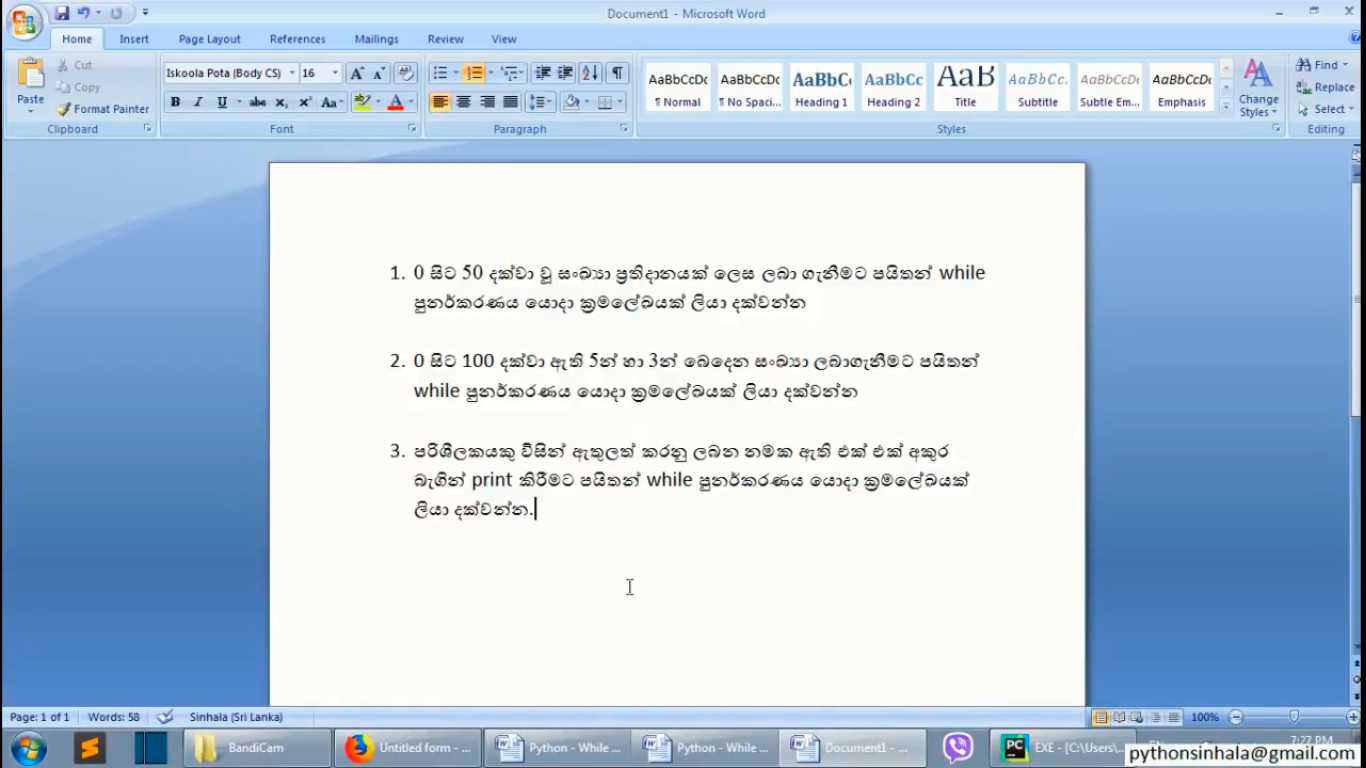 Document1 - Microsoft Word
Home Insert Page Layout References Mailings Review View
Cut
Copy
Format Painter
Paste
Iskoola Pota (Body CS) 16
AaBbCcDc AaBbCcDc AaBbC AaBbCc AaB AaBbCc. AaBbCcDc AaBbCcDc
¶ Normal ¶ No Spaci... Heading 1 Heading 2 Title Subtitle Subtle Em... Emphasis
Change Styles
Find
Replace
Select
Clipboard Font Paragraph Styles Editing
1. 0 සිට 50 දක්වා වූ සංඛ්‍යා ප්‍රතිදානයක් ලෙස ලබා ගැනීමට පයිතන් while
පුනර්කරණය යොදා ක්‍රමලේඛයක් ලියා දක්වන්න
2. 0 සිට 100 දක්වා ඇති 5න් හා 3න් බෙදෙන සංඛ්‍යා ලබාගැනීමට පයිතන්
while පුනර්කරණය යොදා ක්‍රමලේඛයක් ලියා දක්වන්න
3. පරිශීලකයකු විසින් ඇතුලත් කරනු ලබන නමක ඇති එක් එක් අකුර
බැගින් print කිරීමට පයිතන් while පුනර්කරණය යොදා ක්‍රමලේඛයක්
ලියා දක්වන්න.
Page: 1 of 1 Words: 58 Sinhala (Sri Lanka) 100%
BandiCam Untitled form - ... Python - While ... Python - While ... Document1 - ... EXE - [C:\Users\... 7:27 PM
pythonsinhala@gmail.com